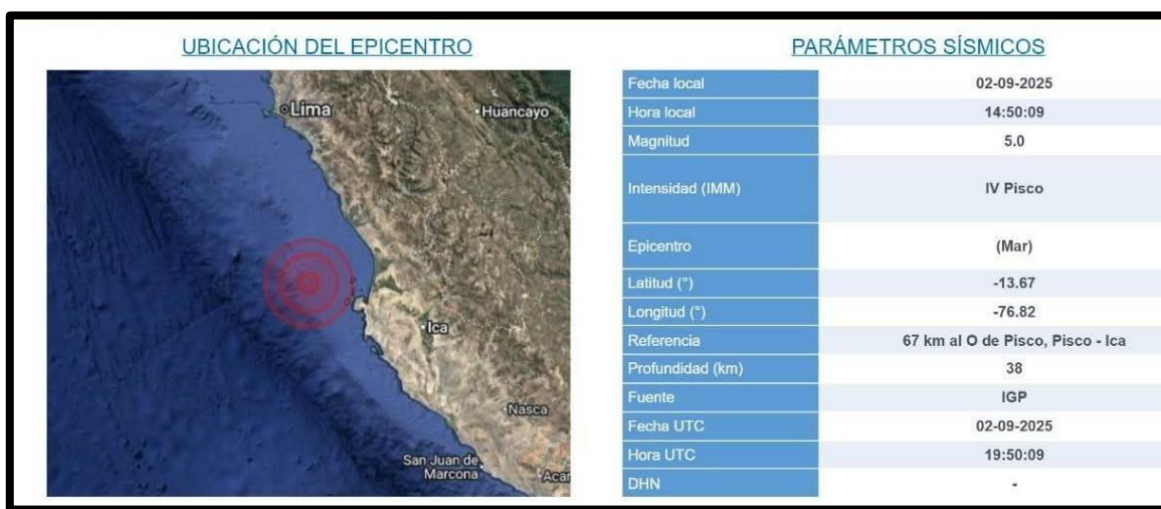 UBICACIÓN DEL EPICENTRO
Lima
Huancayo
Ica
Nasca
San Juan de
Marcona
Acar
PARÁMETROS SÍSMICOS
Fecha local 02-09-2025
Hora local 14:50:09
Magnitud 5.0
Intensidad (IMM) IV Pisco
Epicentro (Mar)
Latitud (°) -13.67
Longitud (°) -76.82
Referencia 67 km al O de Pisco, Pisco - Ica
Profundidad (km) 38
Fuente IGP
Fecha UTC 02-09-2025
Hora UTC 19:50:09
DHN -